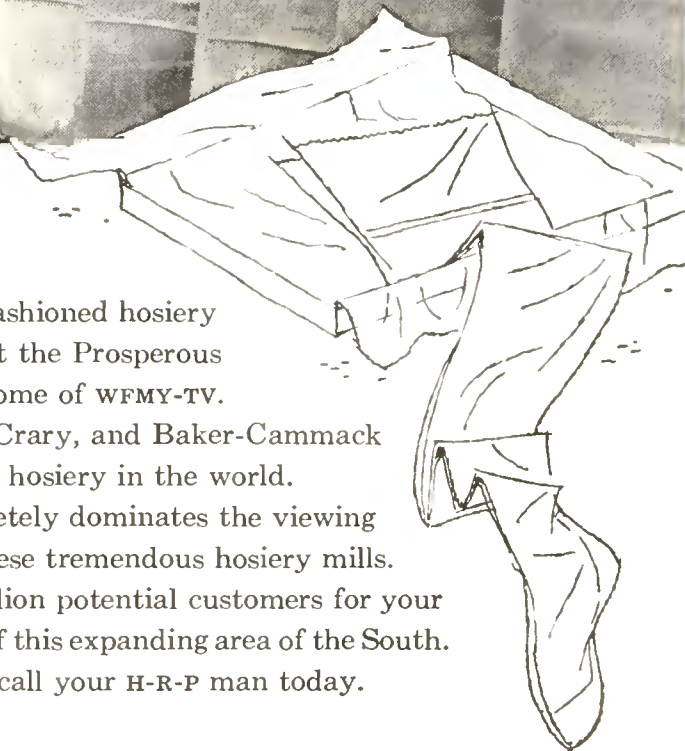 ashioned hosiery
t the Prosperous
ome of WFMY-TV.
Crary, and Baker-Cammack
hosiery in the world.
etely dominates the viewing
ese tremendous hosiery mills.
lion potential customers for your
f this expanding area of the South.
call your H-R-P man today.